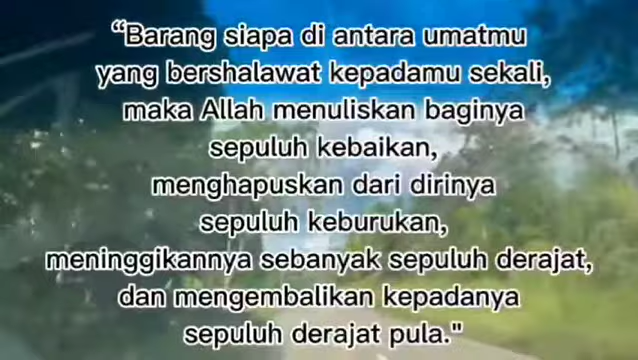 “Barang siapa di antara umatmu
yang bershalawat kepadamu sekali,
maka Allah menuliskan baginya
sepuluh kebaikan,
menghapuskan dari dirinya
sepuluh keburukan,
meninggikannya sebanyak sepuluh derajat,
dan mengembalikan kepadanya
sepuluh derajat pula."